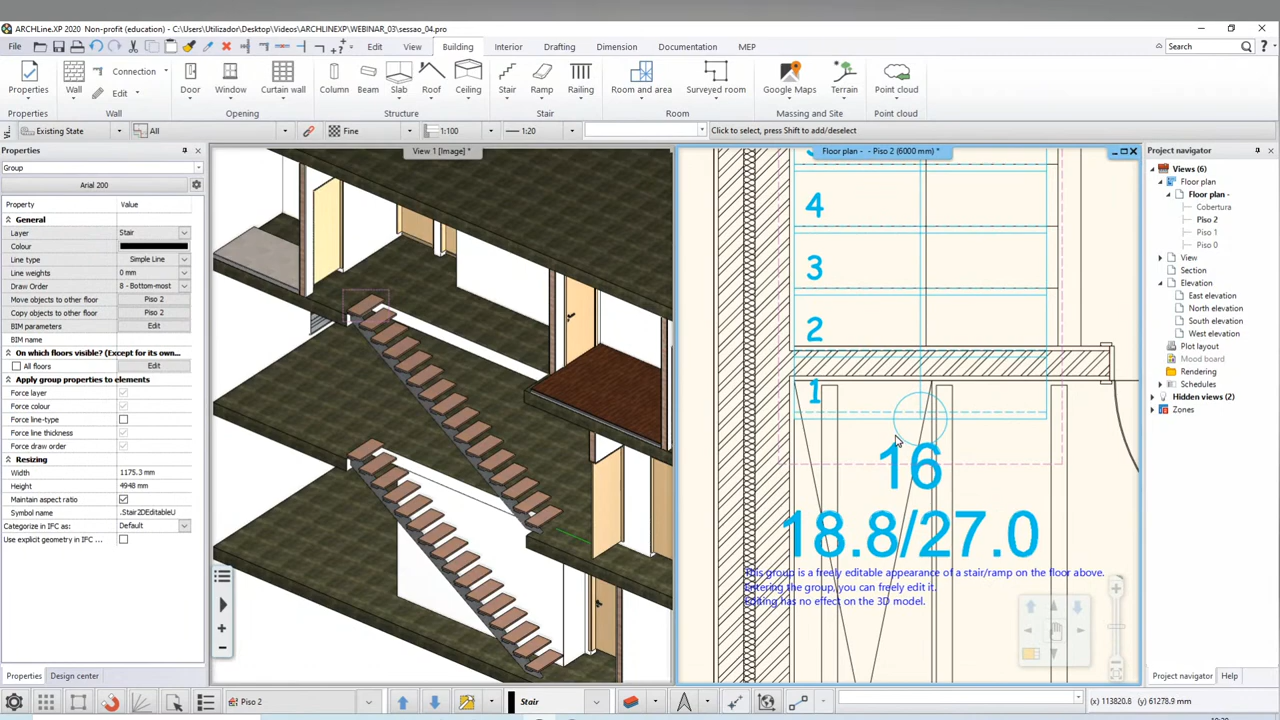 ARCHLine.XP 2020 Non-profit (education) - C:\Users\Utilizador\Desktop\Videos\ARCHLINEXP\WEBINAR_03\sessao_04.pro
File Edit View Building Interior Drafting Dimension Documentation MEP Search
Properties Wall Connection Edit Door Window Curtain wall Column Beam Slab Roof Ceiling Stair Ramp Railing Room and area Surveyed room Google Maps Terrain Point cloud
Properties Wall Opening Structure Stair Room Massing and Site Point cloud
Existing State All Fine 1:100 1:20 Click to select, press Shift to add/deselect
Properties
Group
Arial 200
Property Value
General
Layer Stair
Colour
Line type Simple Line
Line weights 0 mm
Draw Order 8 - Bottom-most
Move objects to other floor Piso 2
Copy objects to other floor Piso 2
BIM parameters Edit
BIM name
On which floors visible? (Except for its own...
All floors Edit
Apply group properties to elements
Force layer
Force colour
Force line-type
Force line thickness
Force draw order
Resizing
Width 1175.3 mm
Height 4948 mm
Maintain aspect ratio
Symbol name .Stair2DEditableU
Categorize in IFC as: Default
Use explicit geometry in IFC ...
Properties Design center
View 1 [Image] *
Floor plan - - Piso 2 (6000 mm) *
4
3
2
1
16
18.8/27.0
This group is a freely editable appearance of a stair/ramp on the floor above.
Entering the group, you can freely edit it.
Editing has no effect on the 3D model.
Project navigator
Views (6)
Floor plan
Floor plan -
Cobertura
Piso 2
Piso 1
Piso 0
View
Section
Elevation
East elevation
North elevation
South elevation
West elevation
Plot layout
Mood board
Rendering
Schedules
Hidden views (2)
Zones
Project navigator Help
Piso 2 Stair (x) 113820.8 (y) 61278.9 mm